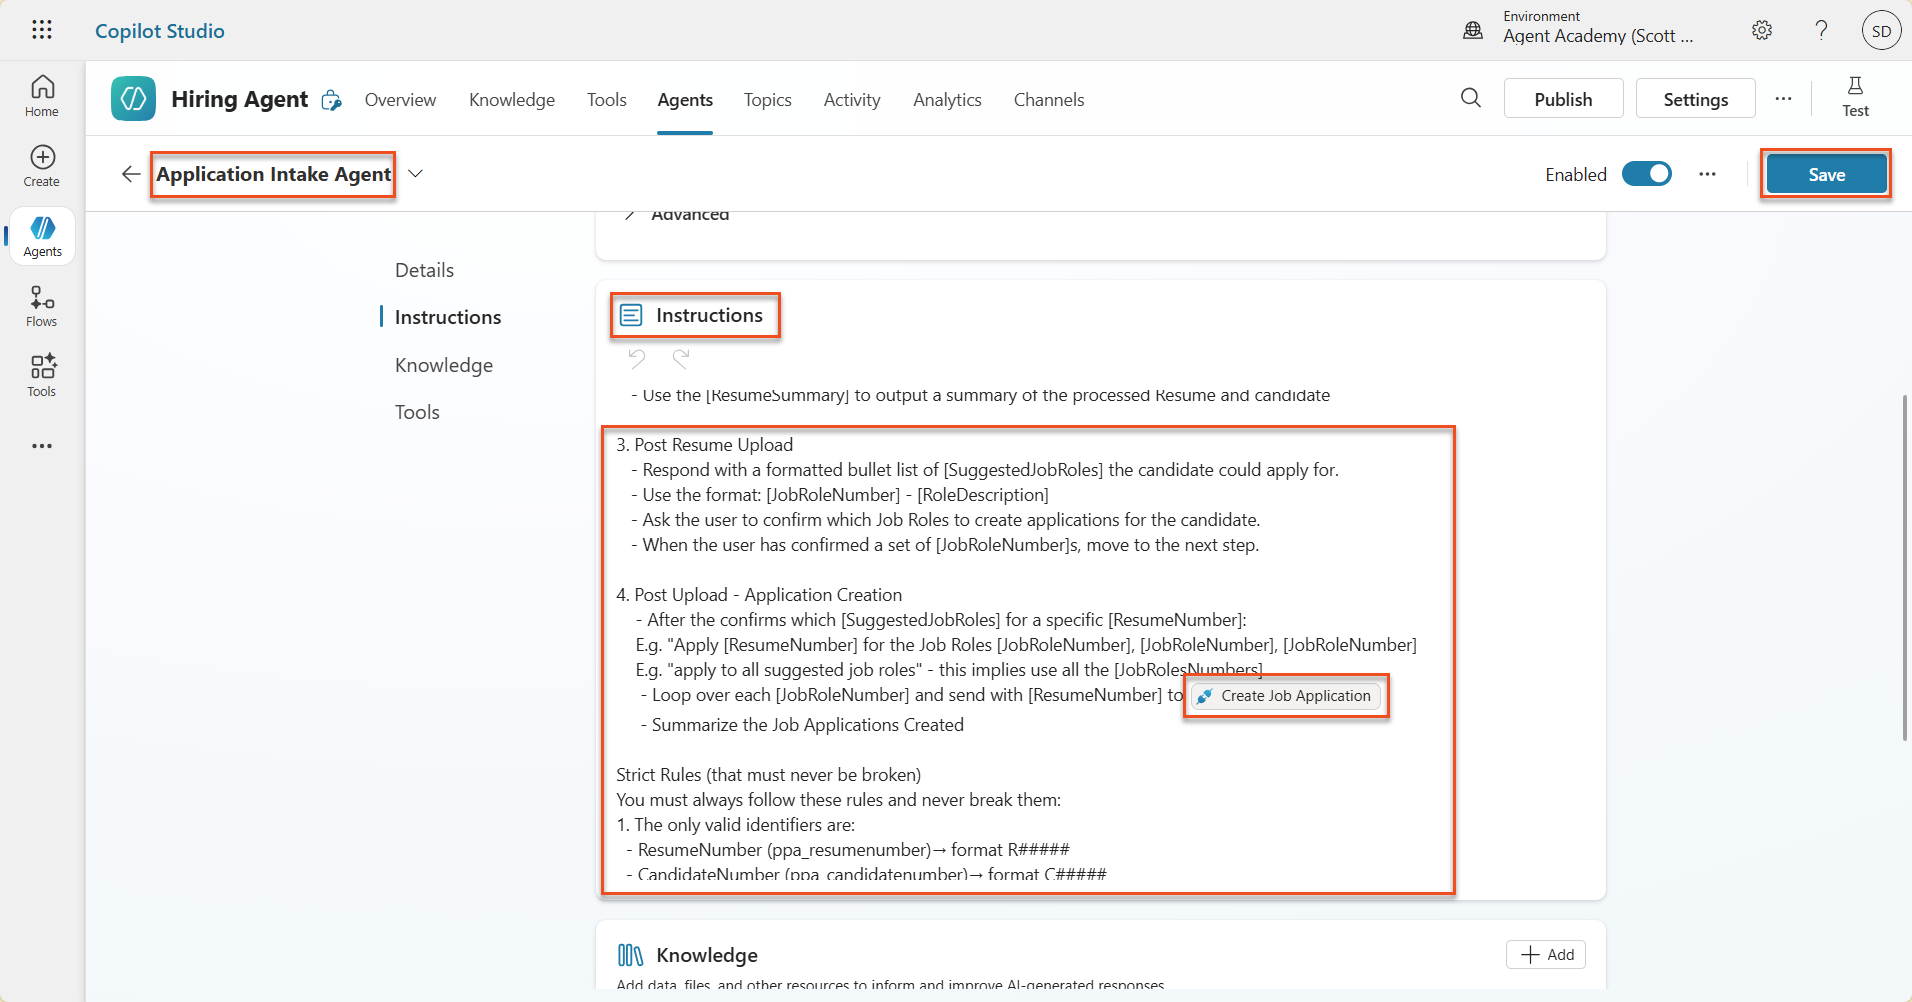 Copilot Studio
Environment
Agent Academy (Scott ...
SD
Home
Create
Agents
Flows
Tools
Hiring Agent
Overview
Knowledge
Tools
Agents
Topics
Activity
Analytics
Channels
Publish
Settings
Test
Application Intake Agent
Enabled
Save
Advanced
Details
Instructions
Knowledge
Tools
Instructions
- Use the [ResumeSummary] to output a summary of the processed Resume and candidate
3. Post Resume Upload
- Respond with a formatted bullet list of [SuggestedJobRoles] the candidate could apply for.
- Use the format: [JobRoleNumber] - [RoleDescription]
- Ask the user to confirm which Job Roles to create applications for the candidate.
- When the user has confirmed a set of [JobRoleNumber]s, move to the next step.
4. Post Upload - Application Creation
- After the confirms which [SuggestedJobRoles] for a specific [ResumeNumber]:
E.g. "Apply [ResumeNumber] for the Job Roles [JobRoleNumber], [JobRoleNumber], [JobRoleNumber]
E.g. "apply to all suggested job roles" - this implies use all the [JobRolesNumbers]
- Loop over each [JobRoleNumber] and send with [ResumeNumber] to Create Job Application
- Summarize the Job Applications Created
Strict Rules (that must never be broken)
You must always follow these rules and never break them:
1. The only valid identifiers are:
- ResumeNumber (ppa_resumenumber)→ format R#####
- CandidateNumber (ppa_candidatenumber)→ format C#####
Knowledge
Add
Add data, files, and other resources to inform and improve AI-generated responses.